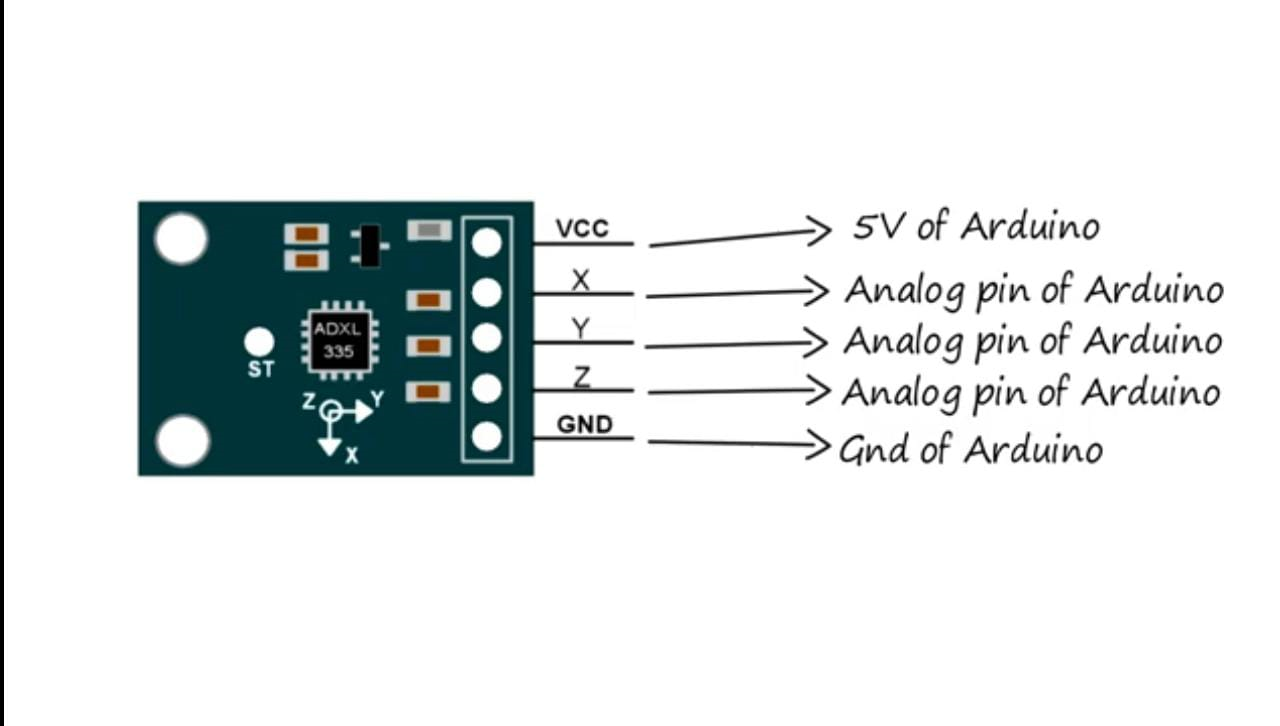 VCC 5V of Arduino
X Analog pin of Arduino
ADXL
335
Y Analog pin of Arduino
ST
Z Analog pin of Arduino
Z Y
GND Gnd of Arduino
X